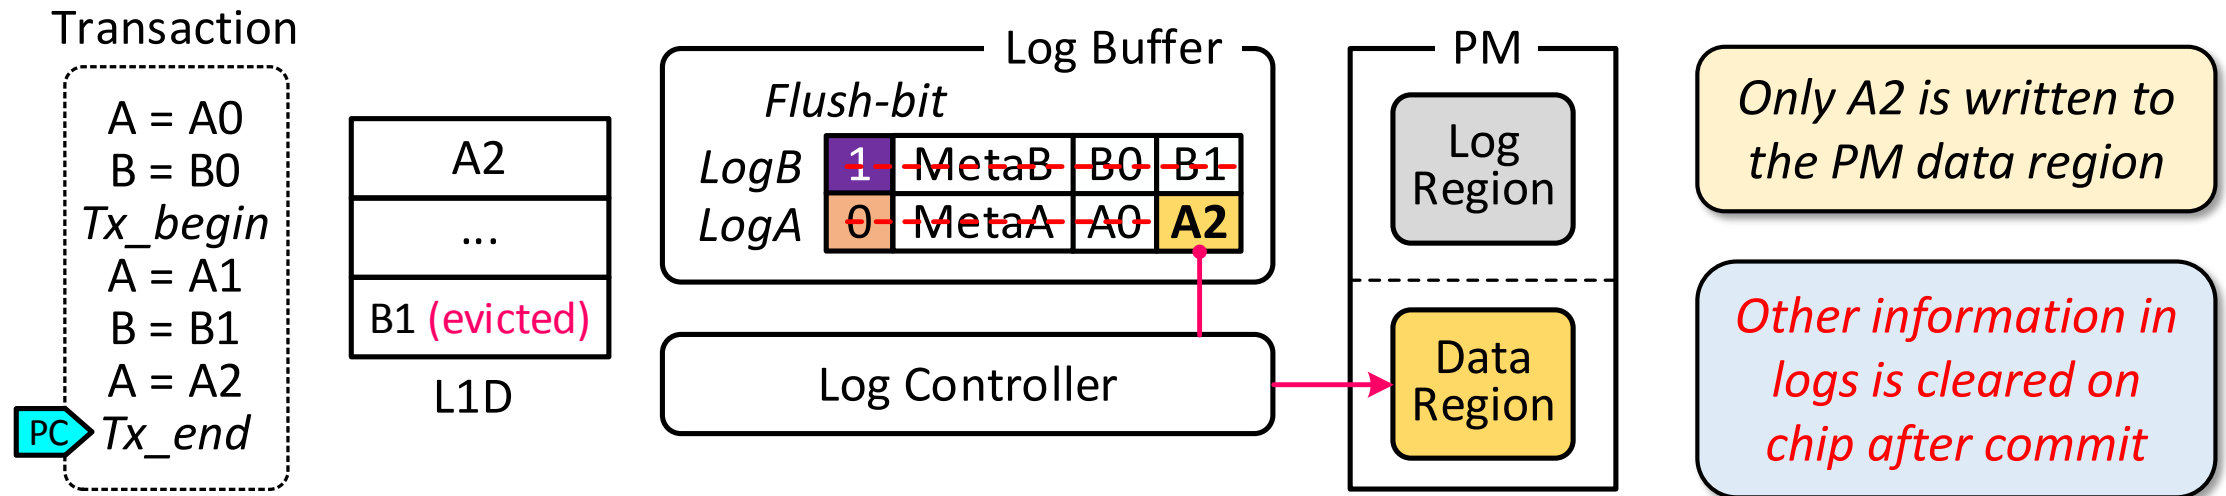 Transaction
A = A0
B = B0
Tx_begin
A = A1
B = B1
A = A2
PC Tx_end
A2
...
B1 (evicted)
L1D
Log Buffer
Flush-bit
LogB 1 MetaB B0 B1
LogA 0 MetaA A0 A2
Log Controller
PM
Log
Region
Data
Region
Only A2 is written to
the PM data region
Other information in
logs is cleared on
chip after commit